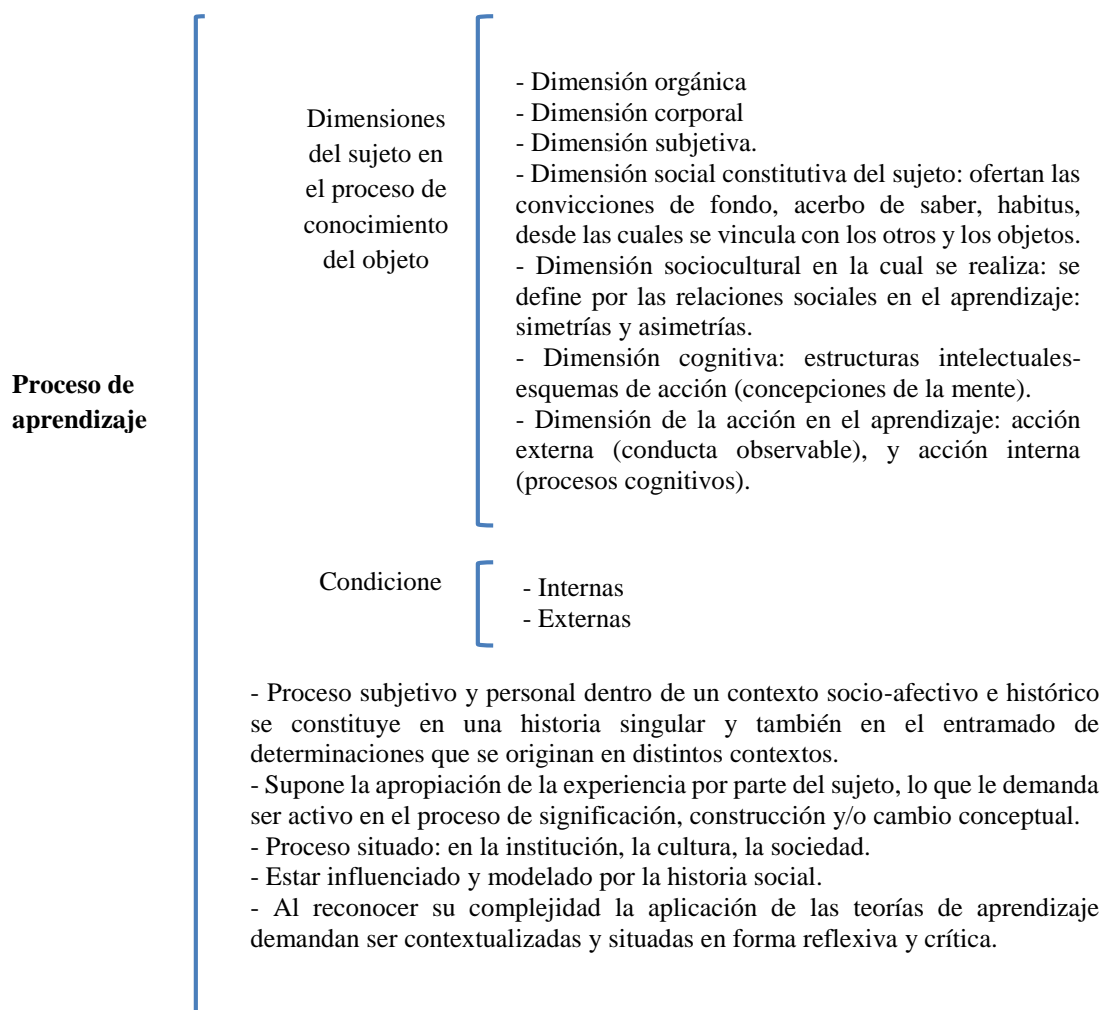 Proceso de
aprendizaje
Dimensiones
del sujeto en
el proceso de
conocimiento
del objeto
- Dimensión orgánica
- Dimensión corporal
- Dimensión subjetiva.
- Dimensión social constitutiva del sujeto: ofertan las
convicciones de fondo, acerbo de saber, habitus,
desde las cuales se vincula con los otros y los objetos.
- Dimensión sociocultural en la cual se realiza: se
define por las relaciones sociales en el aprendizaje:
simetrías y asimetrías.
- Dimensión cognitiva: estructuras intelectuales-
esquemas de acción (concepciones de la mente).
- Dimensión de la acción en el aprendizaje: acción
externa (conducta observable), y acción interna
(procesos cognitivos).
Condicione
- Internas
- Externas
- Proceso subjetivo y personal dentro de un contexto socio-afectivo e histórico
se constituye en una historia singular y también en el entramado de
determinaciones que se originan en distintos contextos.
- Supone la apropiación de la experiencia por parte del sujeto, lo que le demanda
ser activo en el proceso de significación, construcción y/o cambio conceptual.
- Proceso situado: en la institución, la cultura, la sociedad.
- Estar influenciado y modelado por la historia social.
- Al reconocer su complejidad la aplicación de las teorías de aprendizaje
demandan ser contextualizadas y situadas en forma reflexiva y crítica.